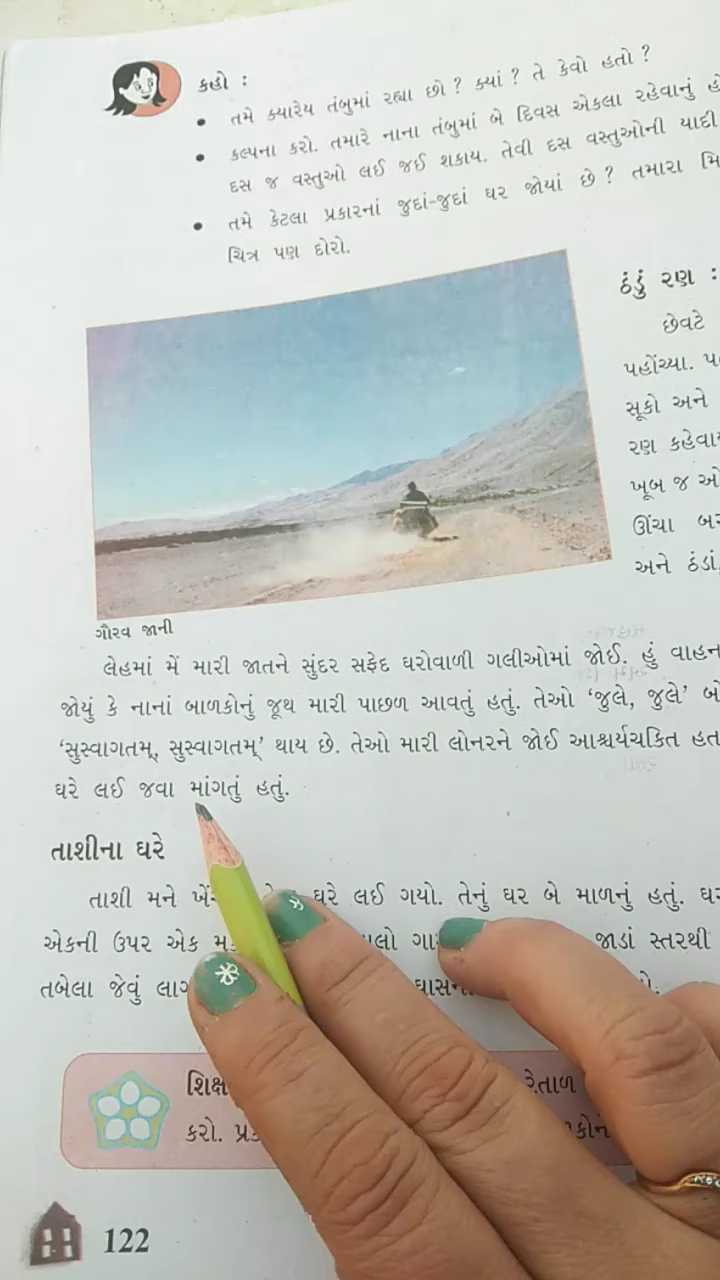 કહો :
• તમે ક્યારેય તંબુમાં રહ્યા છો ? ક્યાં ? તે કેવો હતો ?
• કલ્પના કરો. તમારે નાના તંબુમાં બે દિવસ એકલા રહેવાનું
દસ જ વસ્તુઓ લઈ જઈ શકાય. તેવી દસ વસ્તુઓની યાદી
• તમે કેટલા પ્રકારનાં જુદાં-જુદાં ઘર જોયાં છે ? તમારા
ચિત્ર પણ દોરો.
ઠંડું રણ :
છેવટે
પહોંચ્યા.
સૂકો અને
રણ
ખૂબ જ
ઊંચા
અને ઠંડાં,
ગૌરવ જાની
લેહમાં મેં મારી જાતને સુંદર સફેદ ઘરોવાળી ગલીઓમાં જોઈ. હું વાહન
જોયું કે નાનાં બાળકોનું જૂથ મારી પાછળ આવતું હતું. તેઓ ‘જુલે, જુલે’
‘સુસ્વાગતમ્, સુસ્વાગતમ્’ થાય છે. તેઓ મારી લોનરને જોઈ આશ્ચર્યચકિત
ઘરે લઈ જવા માંગતું હતું.
તાશીના ઘરે
તાશી મને ઘરે લઈ ગયો. તેનું ઘર બે માળનું હતું.
એકની ઉપર એક જાડાં સ્તરથી
તબેલા જેવું
રેતાળ
કરો.
122